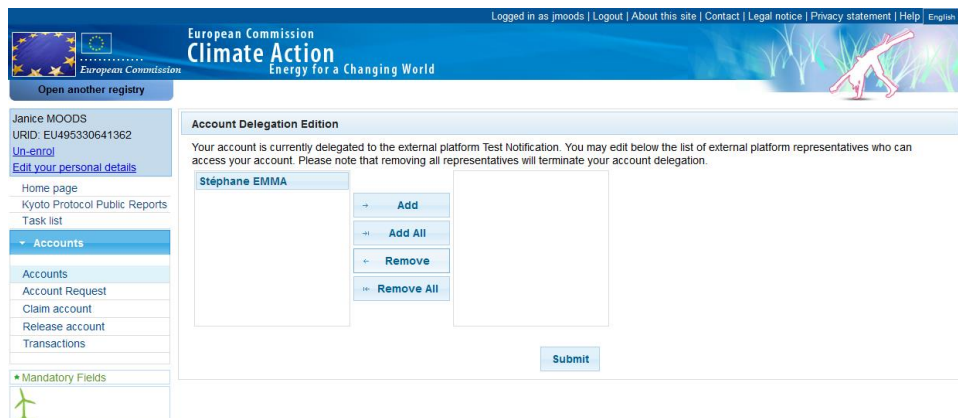 Logged in as jmoods | Logout | About this site | Contact | Legal notice | Privacy statement | Help | English
European Commission
European Commission
Climate Action
Energy for a Changing World
Open another registry
Janice MOODS
URID: EU495330641362
Un-enrol
Edit your personal details
Home page
Kyoto Protocol Public Reports
Task list
Accounts
Accounts
Account Request
Claim account
Release account
Transactions
★Mandatory Fields
Account Delegation Edition
Your account is currently delegated to the external platform Test Notification. You may edit below the list of external platform representatives who can
access your account. Please note that removing all representatives will terminate your account delegation.
Stéphane EMMA
Add
Add All
Remove
Remove All
Submit